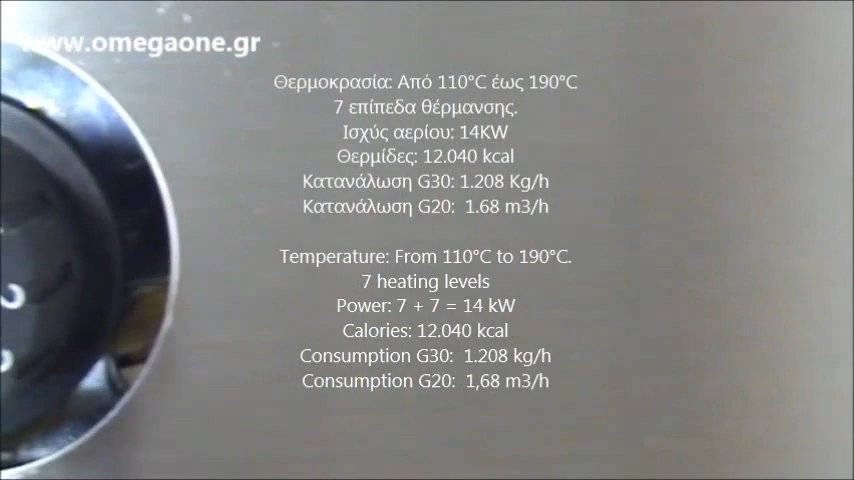 www.omegaone.gr
Θερμοκρασία: Από 110°C έως 190°C
7 επίπεδα θέρμανσης.
Ισχύς αερίου: 14KW
Θερμίδες: 12.040 kcal
Κατανάλωση G30: 1.208 Kg/h
Κατανάλωση G20: 1.68 m3/h
Temperature: From 110°C to 190°C.
7 heating levels
Power: 7 + 7 = 14 kW
Calories: 12.040 kcal
Consumption G30: 1.208 kg/h
Consumption G20: 1,68 m3/h